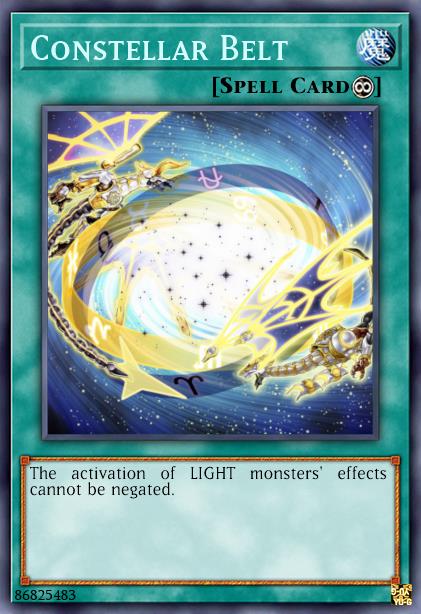 Constellar Belt
[Spell Card]
The activation of LIGHT monsters' effects
cannot be negated.
86825483